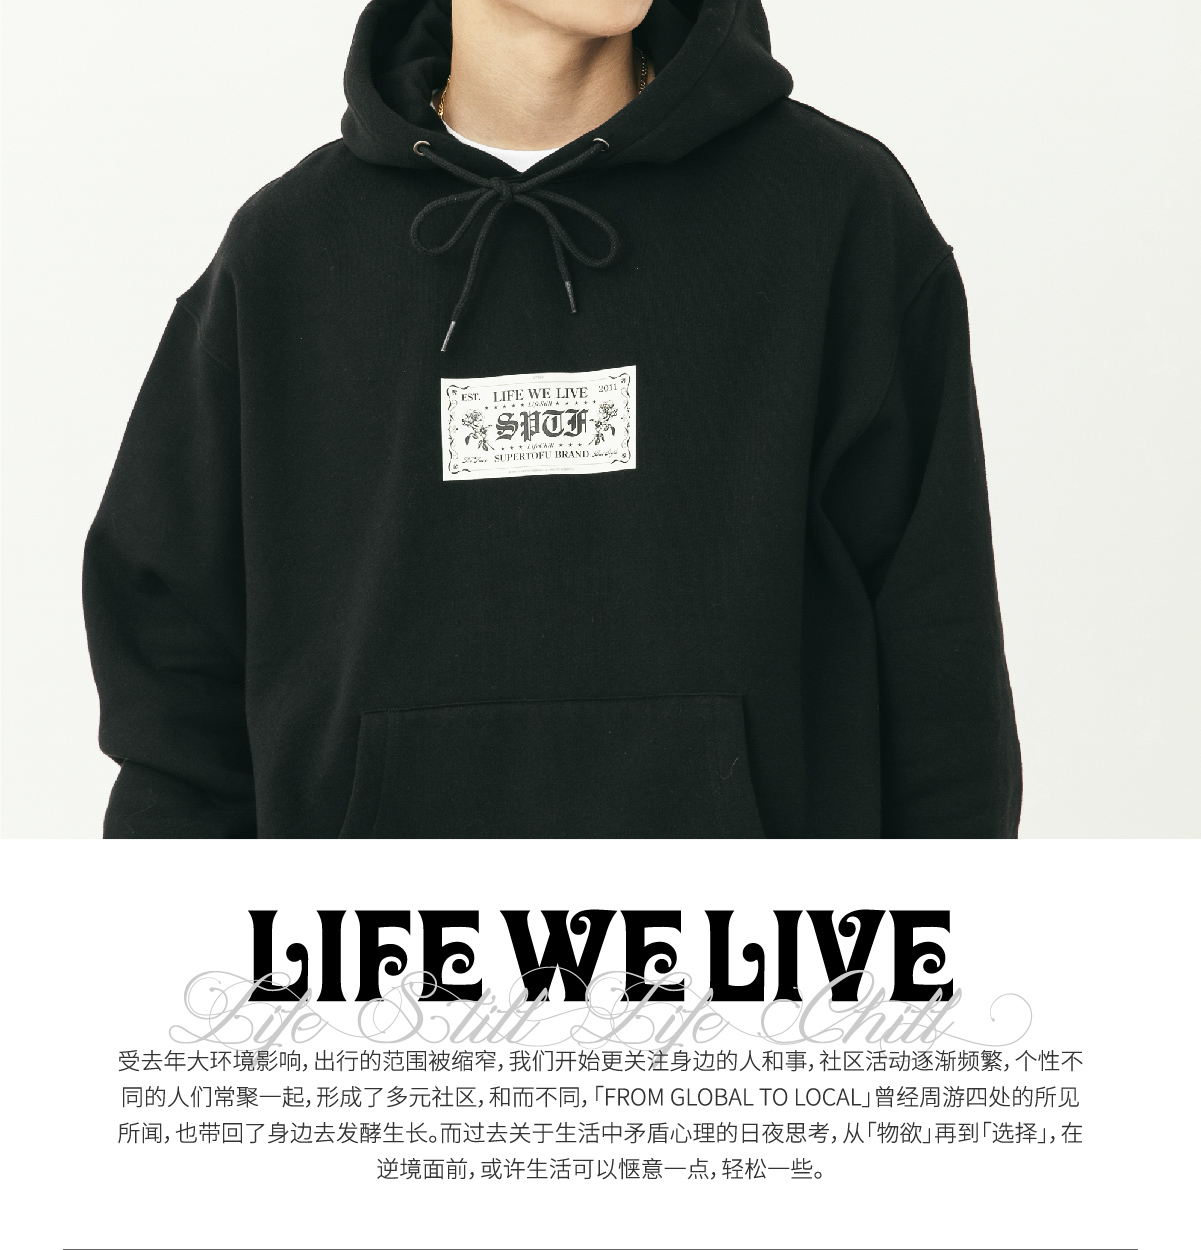 EST. LIFE WE LIVE 2011
Life Still
SPTF
Life Chill
SUPERTOFU BRAND
LIFE WE LIVE
Life Still Life Chill
受去年大环境影响，出行的范围被缩窄，我们开始更关注身边的人和事，社区活动逐渐频繁，个性不
同的人们常聚一起，形成了多元社区，和而不同，「FROM GLOBAL TO LOCAL」曾经周游四处的所见
所闻，也带回了身边去发酵生长。而过去关于生活中矛盾心理的日夜思考，从「物欲」再到「选择」，在
逆境面前，或许生活可以惬意一点，轻松一些。